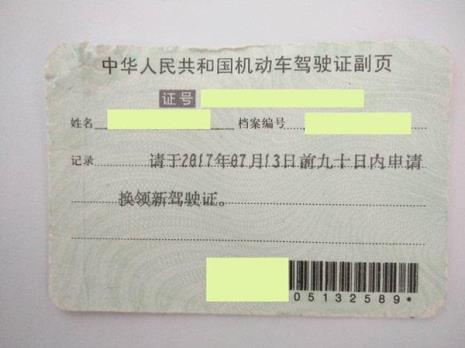 中华人民共和国机动车驾驶证副页
证号
姓名 档案编号
记录 请于2017年07月13日前九十日内申请
换领新驾驶证。
05132589*